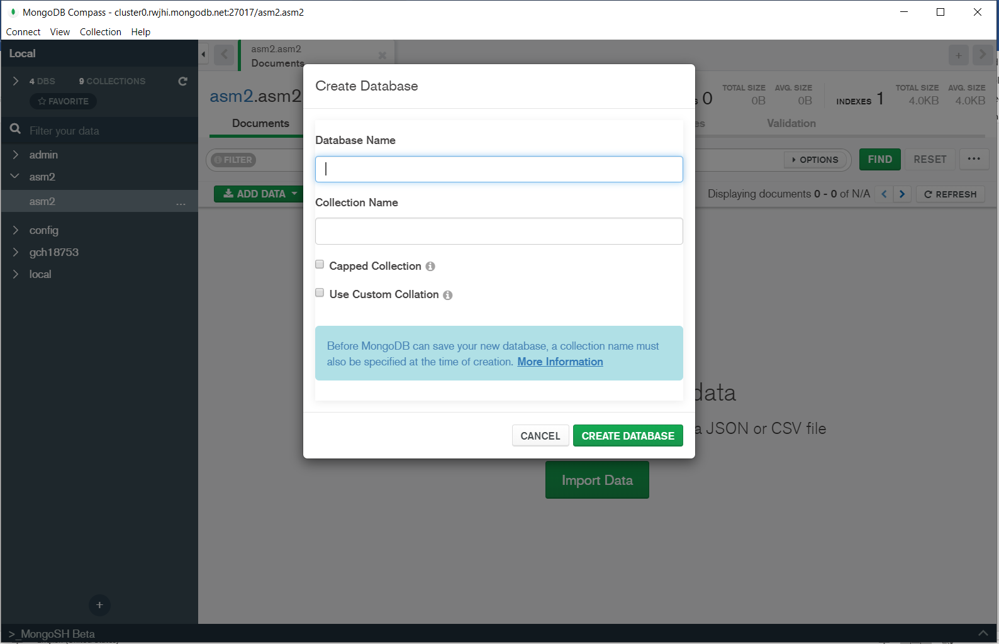 MongoDB Compass - cluster0.rwjhi.mongodb.net:27017/asm2.asm2
Connect View Collection Help
Local
4 DBS 9 COLLECTIONS
FAVORITE
Filter your data
admin
asm2
asm2 ...
config
gch18753
local
+
asm2.asm2
Documents
+
asm2.asm2
0
TOTAL SIZE
0B
AVG. SIZE
0B
INDEXES 1
TOTAL SIZE
4.0KB
AVG. SIZE
4.0KB
Documents
Validation
FILTER
OPTIONS
FIND
RESET
...
ADD DATA
Displaying documents 0 - 0 of N/A
REFRESH
Create Database
Database Name
Collection Name
Capped Collection
Use Custom Collation
Before MongoDB can save your new database, a collection name must
also be specified at the time of creation. More Information
CANCEL
CREATE DATABASE
data
a JSON or CSV file
Import Data
>_MongoSH Beta